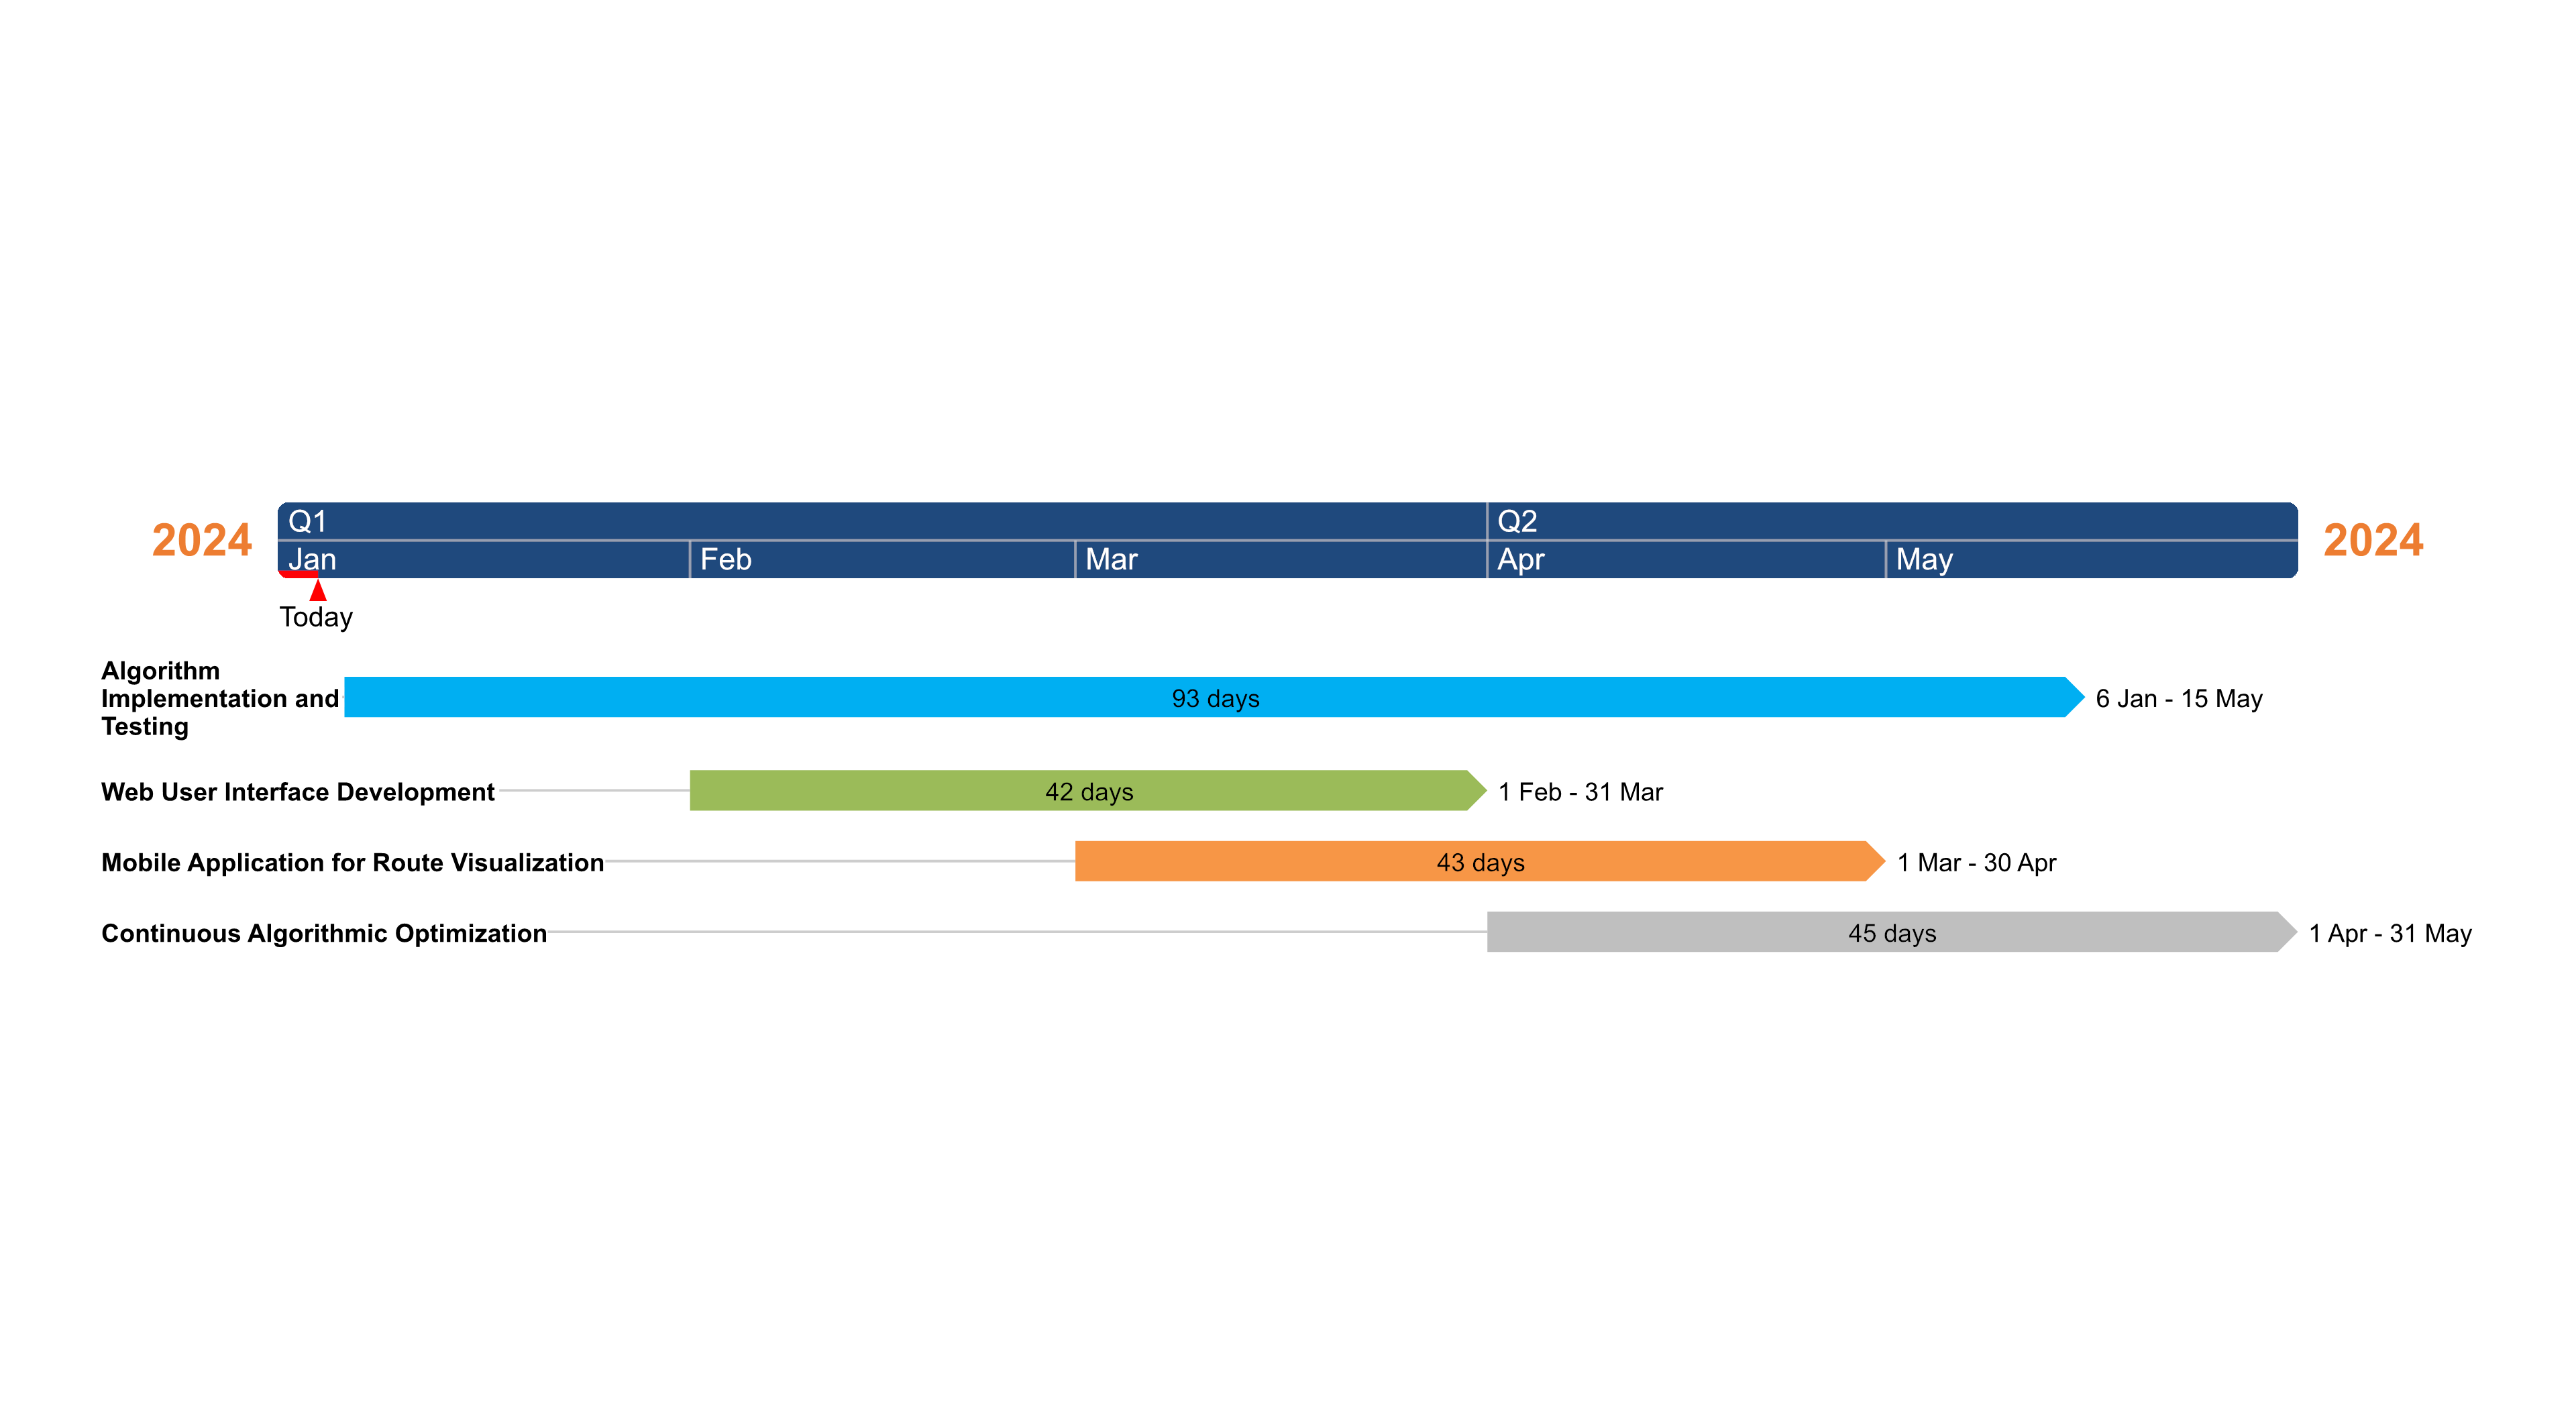 2024
Q1
Q2
2024
Jan
Feb
Mar
Apr
May
Today
Algorithm
Implementation and
Testing
93 days
6 Jan - 15 May
Web User Interface Development
42 days
1 Feb - 31 Mar
Mobile Application for Route Visualization
43 days
1 Mar - 30 Apr
Continuous Algorithmic Optimization
45 days
1 Apr - 31 May